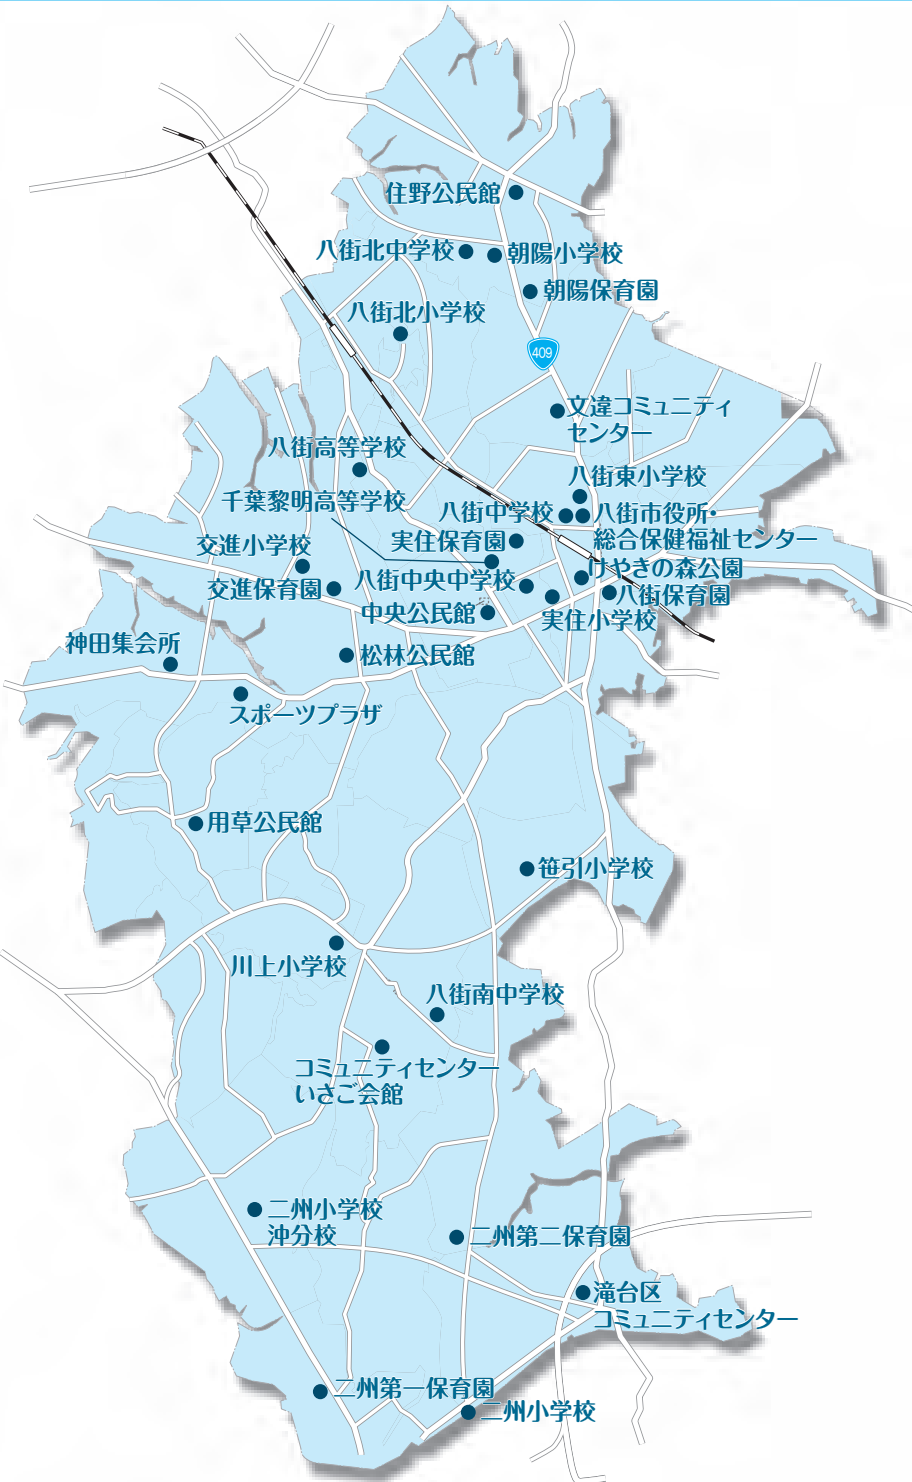 住野公民館
八街北中学校
朝陽小学校
朝陽保育園
八街北小学校
409
文違コミュニティ
センター
八街高等学校
八街東小学校
千葉黎明高等学校
八街中学校
八街市役所・
総合保健福祉センター
実住保育園
交進小学校
けやきの森公園
八街中央中学校
交進保育園
八街保育園
中央公民館
実住小学校
神田集会所
松林公民館
スポーツプラザ
用草公民館
笹引小学校
川上小学校
八街南中学校
コミュニティセンター
いさご会館
二州小学校
沖分校
二州第二保育園
滝台区
コミュニティセンター
二州第一保育園
二州小学校